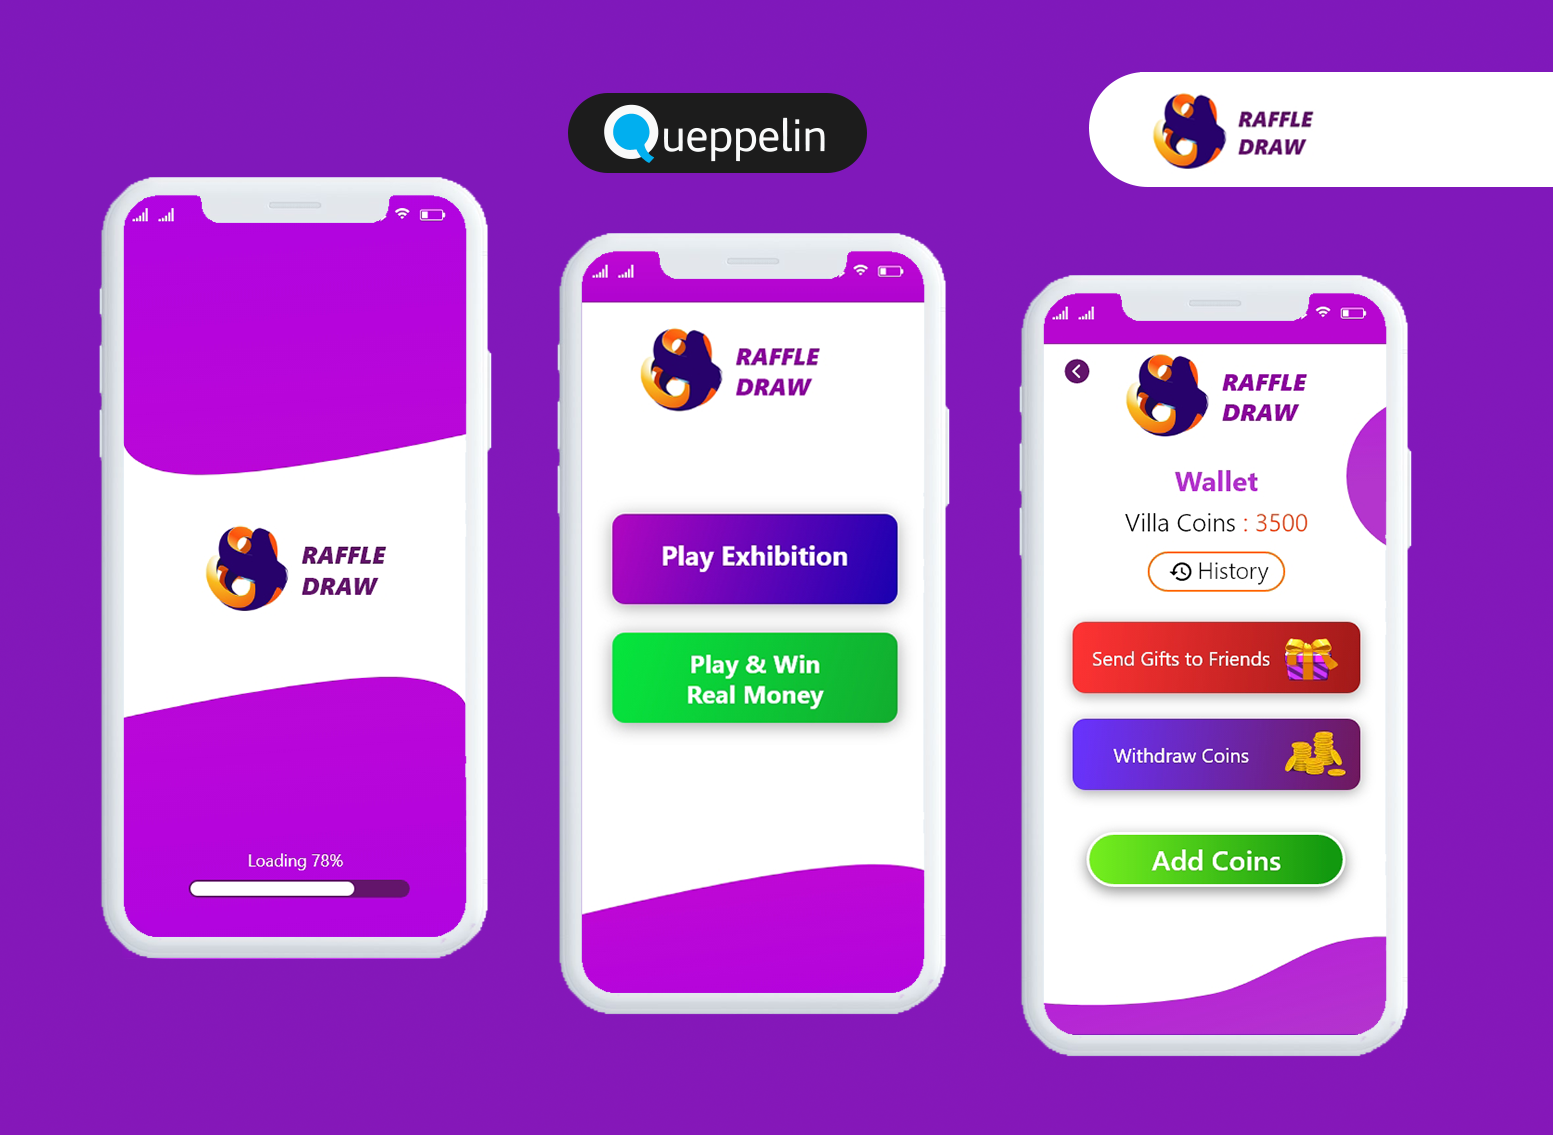 Queppelin
RAFFLE
DRAW
RAFFLE
DRAW
Loading 78%
RAFFLE
DRAW
Play Exhibition
Play & Win
Real Money
RAFFLE
DRAW
Wallet
Villa Coins : 3500
History
Send Gifts to Friends
Withdraw Coins
Add Coins